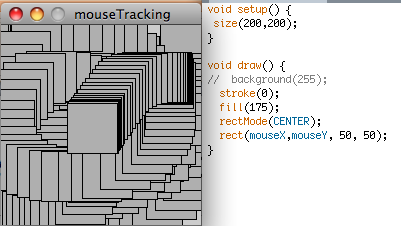 mouseTracking
void setup() {
 size(200,200);
}

void draw() {
//  background(255);
  stroke(0);
  fill(175);
  rectMode(CENTER);
  rect(mouseX,mouseY, 50, 50);
}